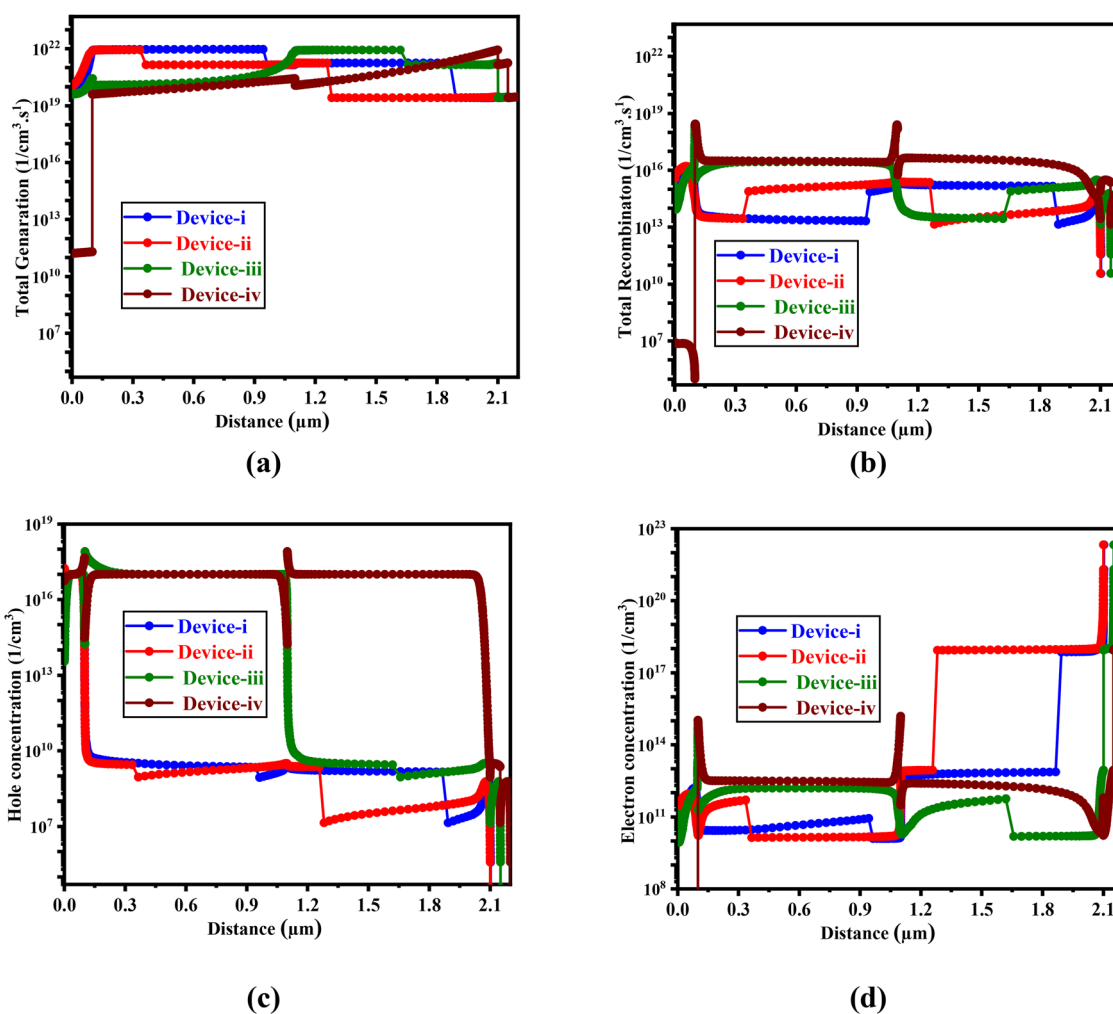 Total Genaration (1/cm³.s¹)
10²²
10¹⁹
10¹⁶
10¹³
10¹⁰
10⁷
Device-i
Device-ii
Device-iii
Device-iv
0.0 0.3 0.6 0.9 1.2 1.5 1.8 2.1
Distance (µm)
(a)
Total Recombinaton (1/cm³.s¹)
10²²
10¹⁹
10¹⁶
10¹³
10¹⁰
10⁷
Device-i
Device-ii
Device-iii
Device-iv
0.0 0.3 0.6 0.9 1.2 1.5 1.8 2.1
Distance (µm)
(b)
Hole concentration (1/cm³)
10¹⁹
10¹⁶
10¹³
10¹⁰
10⁷
Device-i
Device-ii
Device-iii
Device-iv
0.0 0.3 0.6 0.9 1.2 1.5 1.8 2.1
Distance (µm)
(c)
Electron concentration (1/cm³)
10²³
10²⁰
10¹⁷
10¹⁴
10¹¹
10⁸
Device-i
Device-ii
Device-iii
Device-iv
0.0 0.3 0.6 0.9 1.2 1.5 1.8 2.1
Distance (µm)
(d)